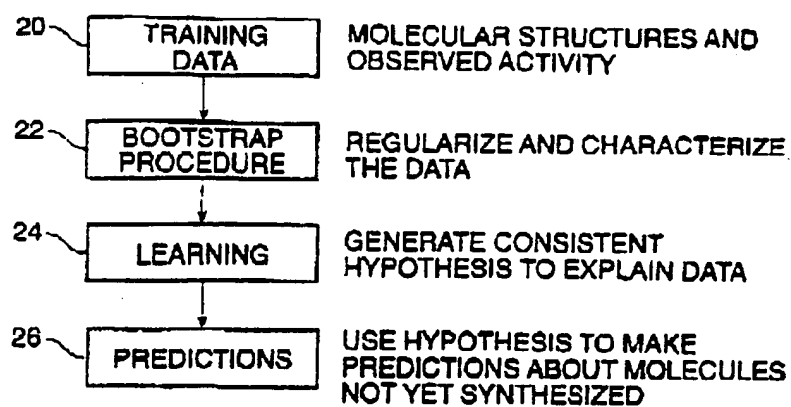 20
TRAINING
DATA
MOLECULAR STRUCTURES AND
OBSERVED ACTIVITY
22
BOOTSTRAP
PROCEDURE
REGULARIZE AND CHARACTERIZE
THE DATA
24
LEARNING
GENERATE CONSISTENT
HYPOTHESIS TO EXPLAIN DATA
26
PREDICTIONS
USE HYPOTHESIS TO MAKE
PREDICTIONS ABOUT MOLECULES
NOT YET SYNTHESIZED